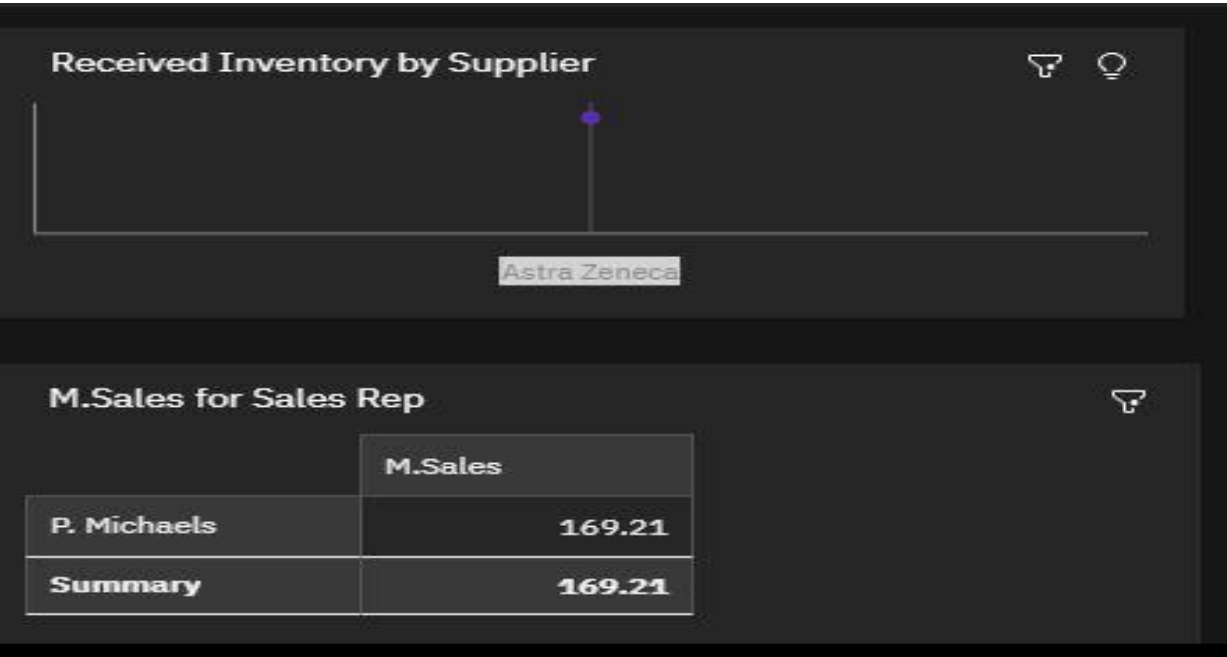 Received Inventory by Supplier
Astra Zeneca
M.Sales for Sales Rep
M.Sales
P. Michaels 169.21
Summary 169.21